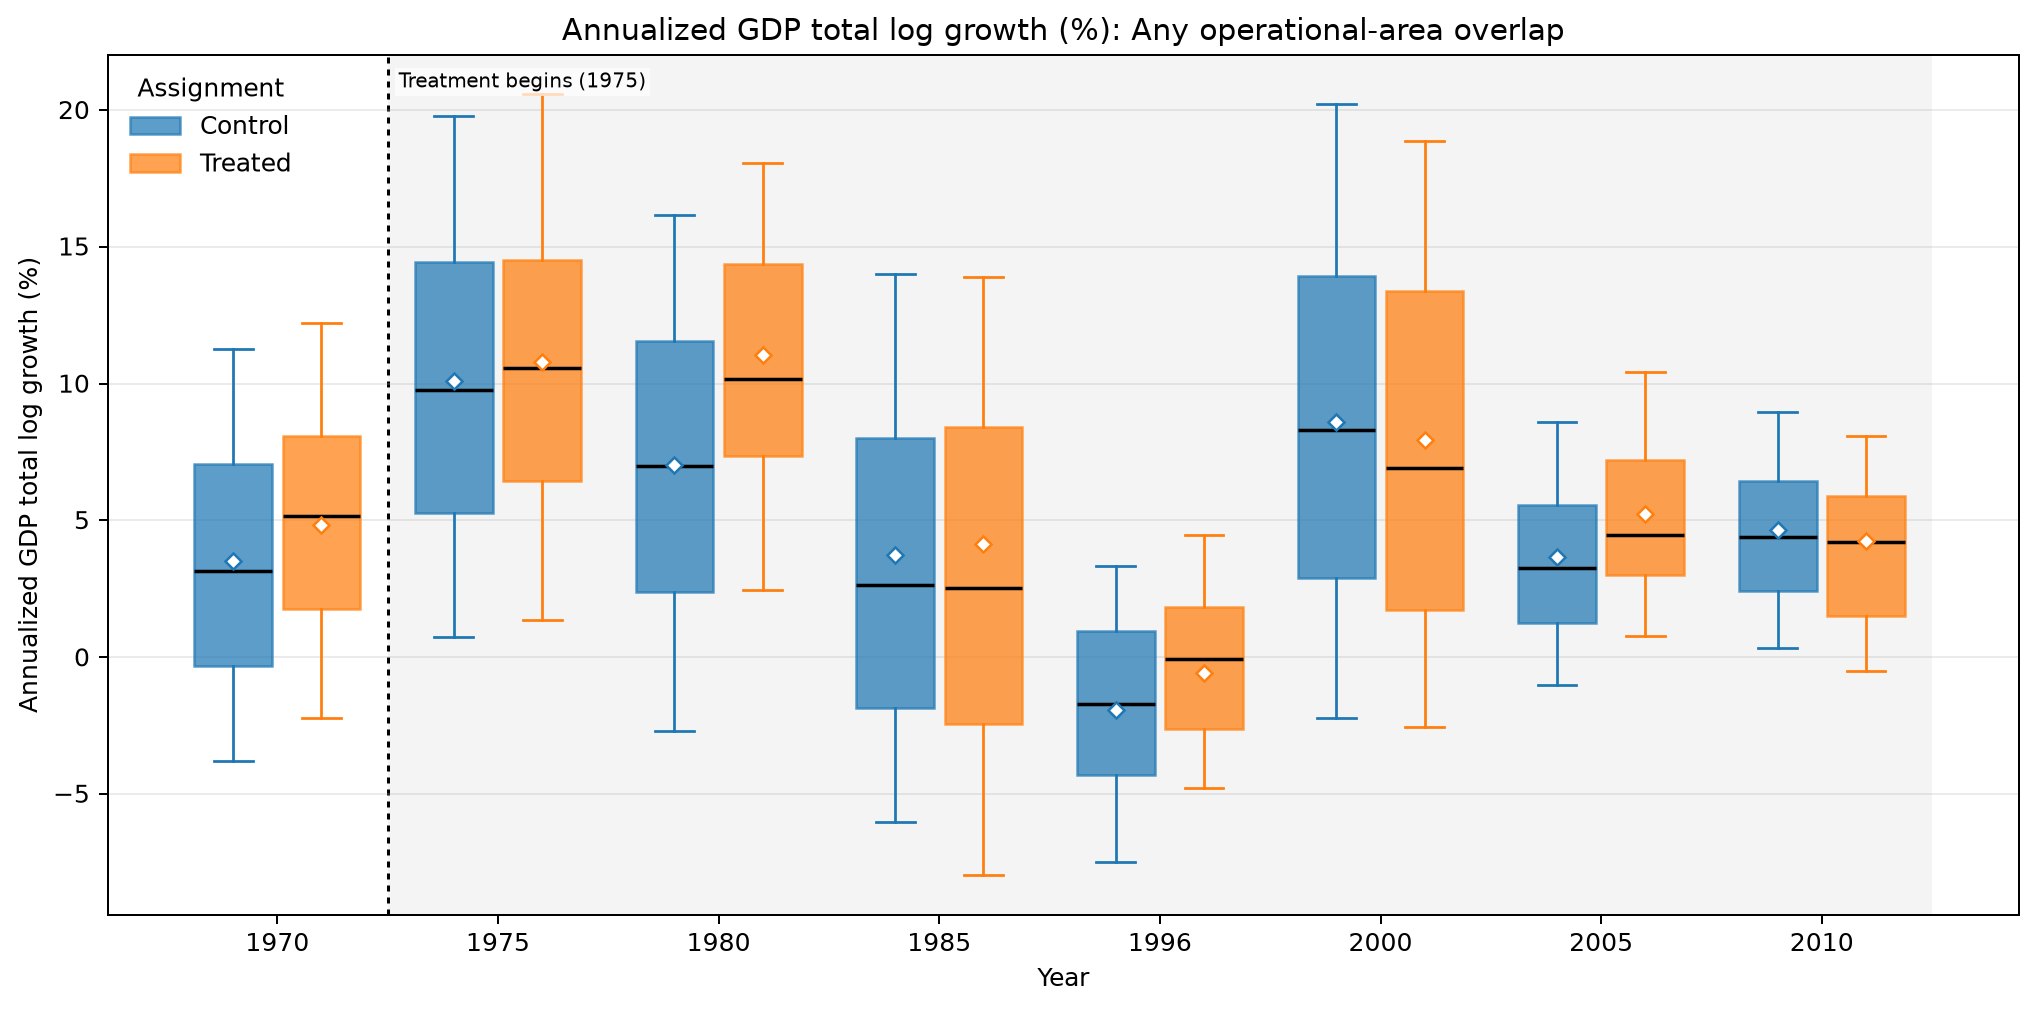 Annualized GDP total log growth (%): Any operational-area overlap
Treatment begins (1975)
Assignment
Control
Treated
Annualized GDP total log growth (%)
20
15
10
5
0
−5
1970
1975
1980
1985
1996
2000
2005
2010
Year